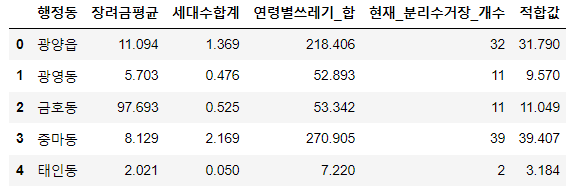 행정동 장려금평균 세대수합계 연령별쓰레기_합 현재_분리수거장_개수 적합값
0 광양읍 11.094 1.369 218.406 32 31.790
1 광영동 5.703 0.476 52.893 11 9.570
2 금호동 97.693 0.525 53.342 11 11.049
3 중마동 8.129 2.169 270.905 39 39.407
4 태인동 2.021 0.050 7.220 2 3.184